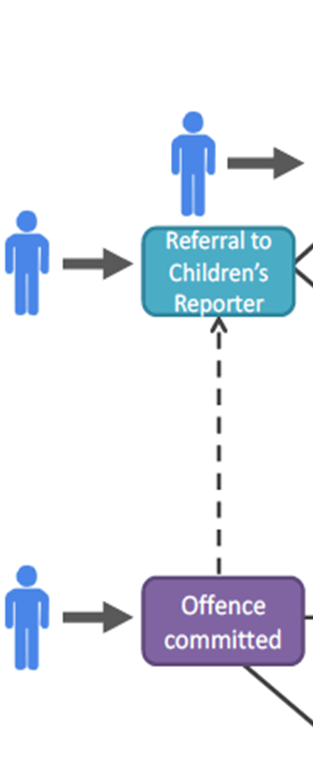 Referral to
Children's
Reporter
Offence
committed